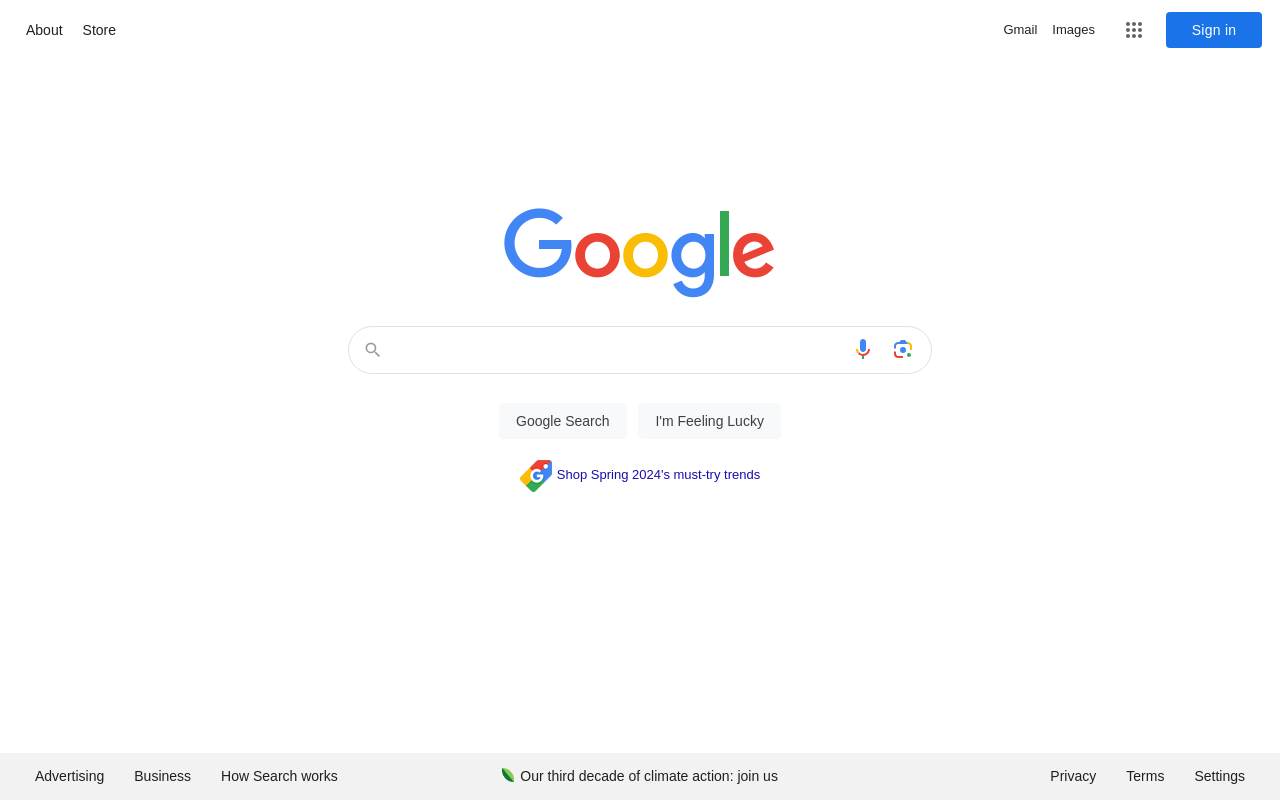 About Store Gmail Images Sign in
Google
Google Search I'm Feeling Lucky
Shop Spring 2024's must-try trends
Advertising Business How Search works Our third decade of climate action: join us Privacy Terms Settings